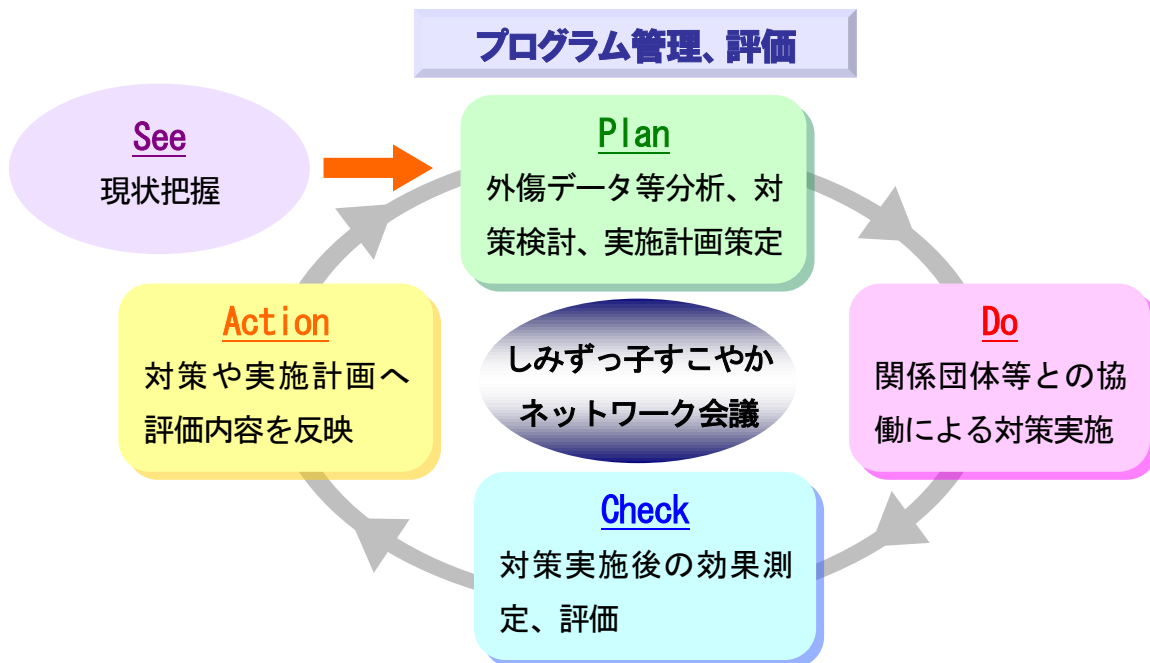 プログラム管理、評価
See
現状把握
Plan
外傷データ等分析、対
策検討、実施計画策定
Action
対策や実施計画へ
評価内容を反映
しみずっ子すこやか
ネットワーク会議
Do
関係団体等との協
働による対策実施
Check
対策実施後の効果測
定、評価